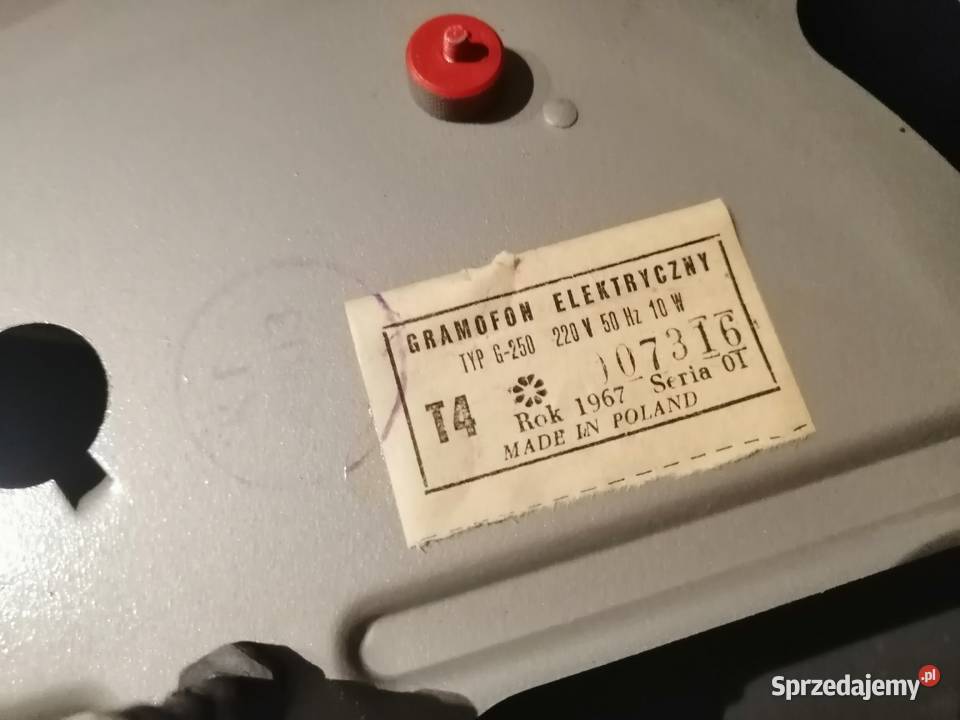 GRAMOFON ELEKTRYCZNY
TYP G-250 220 V 50 Hz 10 W
007316
T4
Rok 1967 Seria 01
MADE IN POLAND
Sprzedajemy.pl